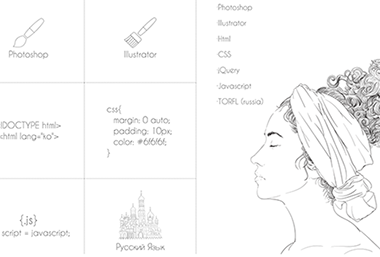 Photoshop
Illustrator
!DOCTYPE html>
<html lang="ko">
css{
margin: 0 auto;
padding: 10px;
color: #6f6f6f;
}
{.js}
script = javascript;
Русский Язык
·Photoshop
·Illustrator
·Html
·CSS
·jQuery
·Javascript
·TORFL (russia)